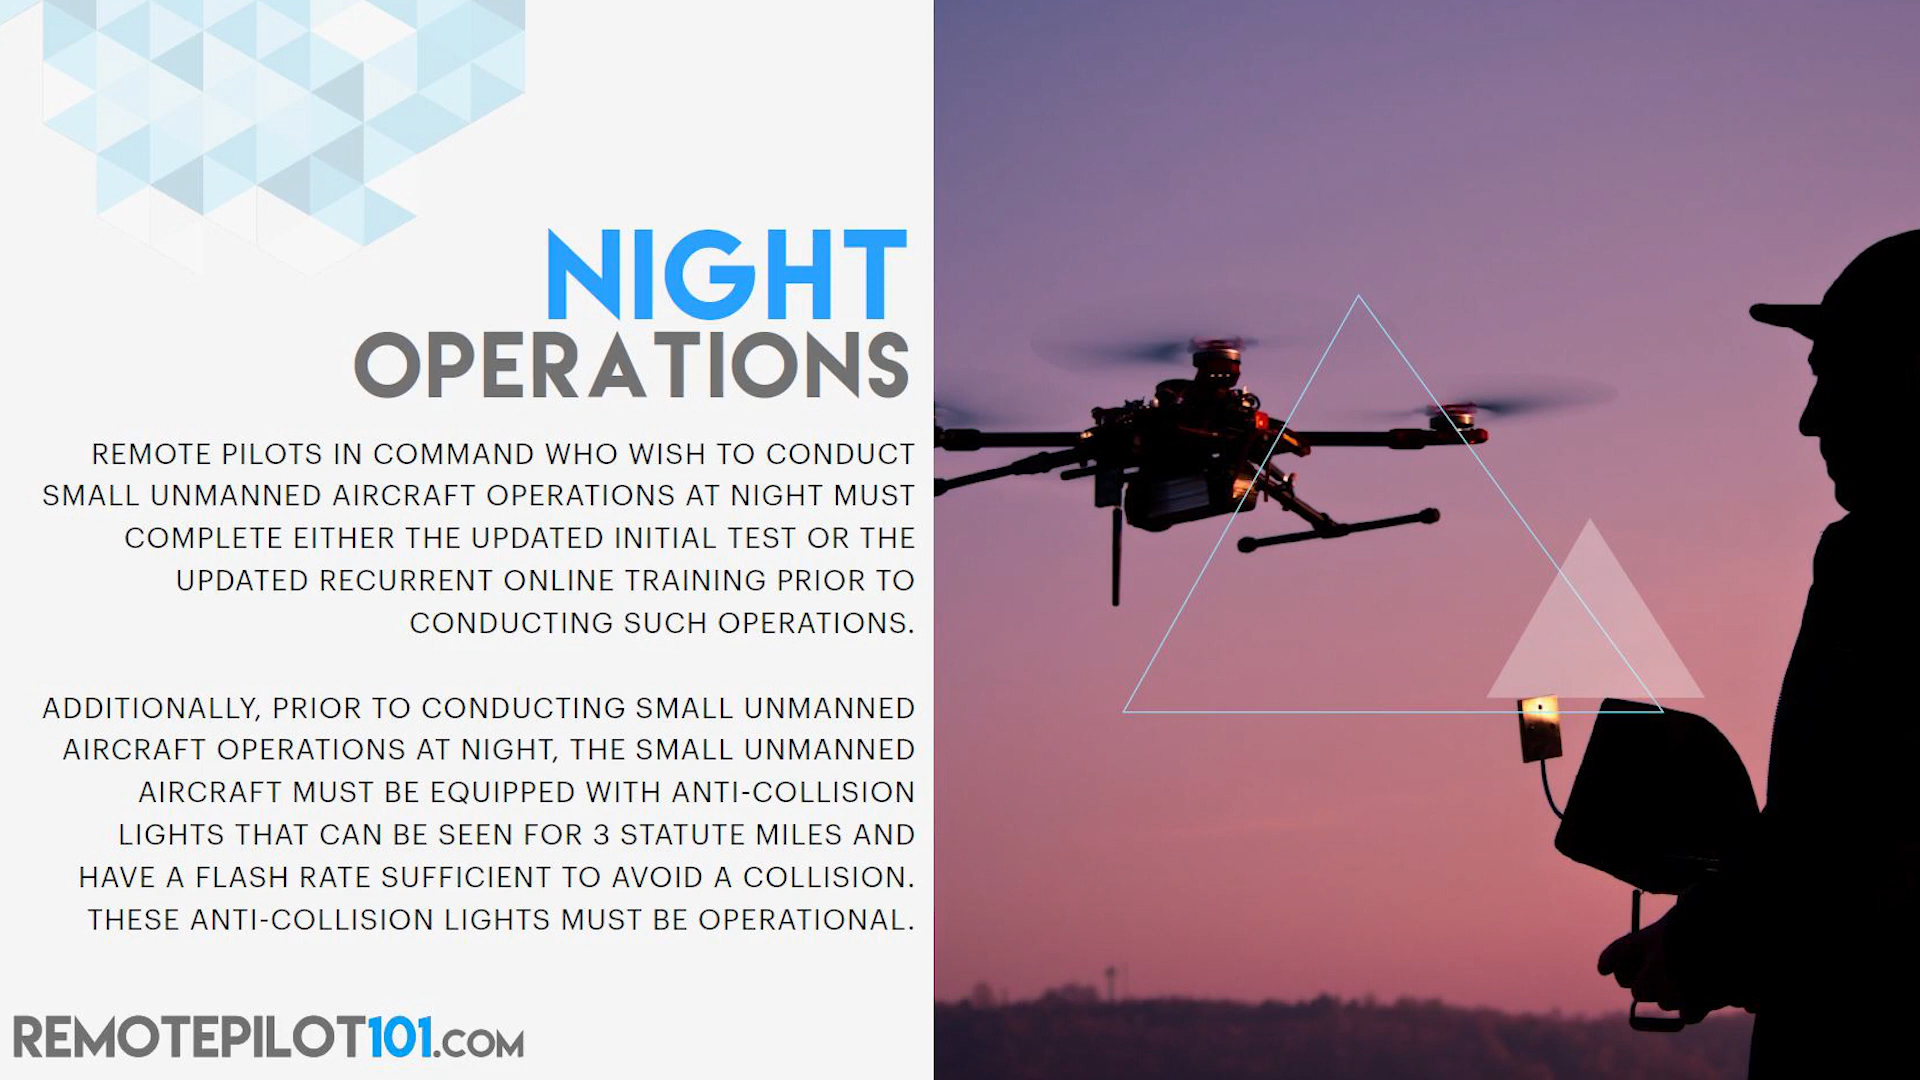 NIGHT
OPERATIONS
REMOTE PILOTS IN COMMAND WHO WISH TO CONDUCT
SMALL UNMANNED AIRCRAFT OPERATIONS AT NIGHT MUST
COMPLETE EITHER THE UPDATED INITIAL TEST OR THE
UPDATED RECURRENT ONLINE TRAINING PRIOR TO
CONDUCTING SUCH OPERATIONS.
ADDITIONALLY, PRIOR TO CONDUCTING SMALL UNMANNED
AIRCRAFT OPERATIONS AT NIGHT, THE SMALL UNMANNED
AIRCRAFT MUST BE EQUIPPED WITH ANTI-COLLISION
LIGHTS THAT CAN BE SEEN FOR 3 STATUTE MILES AND
HAVE A FLASH RATE SUFFICIENT TO AVOID A COLLISION.
THESE ANTI-COLLISION LIGHTS MUST BE OPERATIONAL.
REMOTEPILOT101.COM